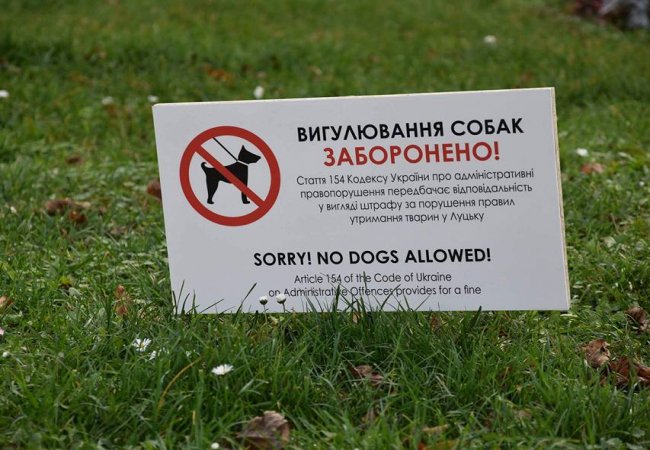 ВИГУЛЮВАННЯ СОБАК
ЗАБОРОНЕНО!
Стаття 154 Кодексу України про адміністративні
правопорушення передбачає відповідальність
у вигляді штрафу за порушення правил
утримання тварин у Луцьку
SORRY! NO DOGS ALLOWED!
Article 154 of the Code of Ukraine
on Administrative Offences provides for a fine